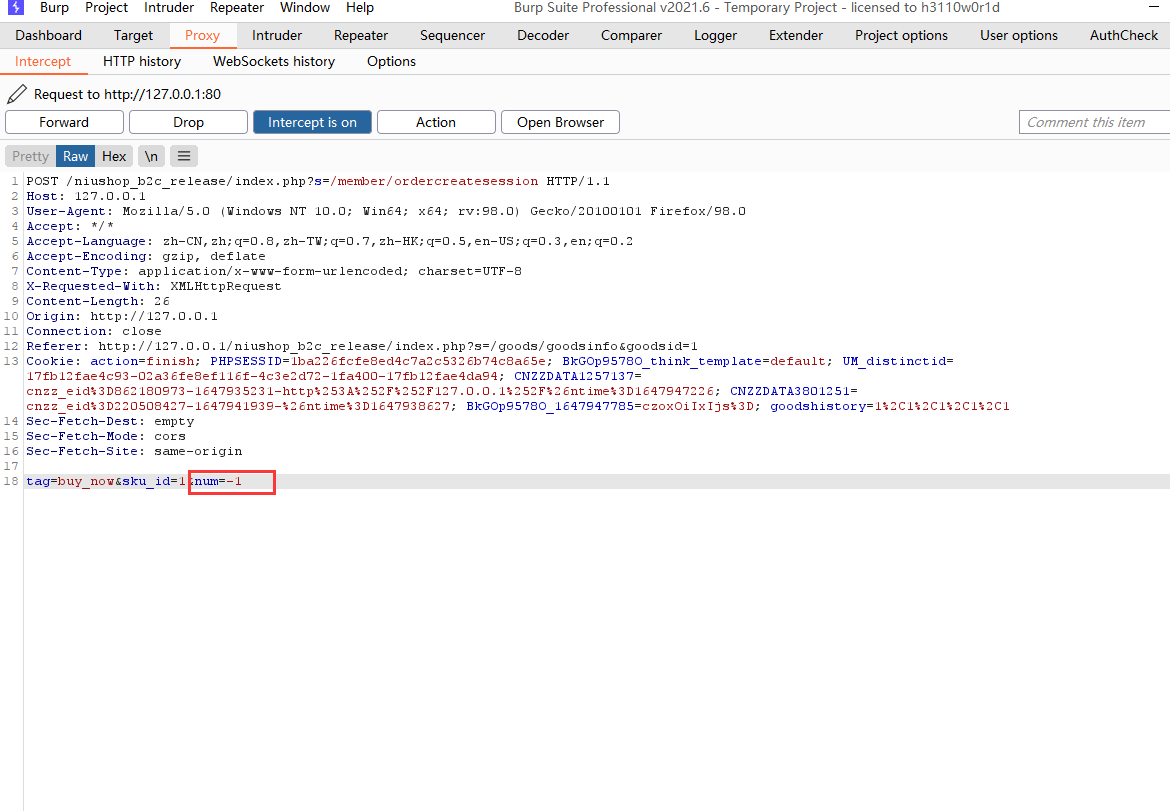 Burp Project Intruder Repeater Window Help Burp Suite Professional v2021.6 - Temporary Project - licensed to h3110w0r1d
Dashboard Target Proxy Intruder Repeater Sequencer Decoder Comparer Logger Extender Project options User options AuthCheck
Intercept HTTP history WebSockets history Options
Request to http://127.0.0.1:80
Forward Drop Intercept is on Action Open Browser Comment this item
Pretty Raw Hex \n
1 POST /niushop_b2c_release/index.php?s=/member/ordercreatesession HTTP/1.1
2 Host: 127.0.0.1
3 User-Agent: Mozilla/5.0 (Windows NT 10.0; Win64; x64; rv:98.0) Gecko/20100101 Firefox/98.0
4 Accept: */*
5 Accept-Language: zh-CN,zh;q=0.8,zh-TW;q=0.7,zh-HK;q=0.5,en-US;q=0.3,en;q=0.2
6 Accept-Encoding: gzip, deflate
7 Content-Type: application/x-www-form-urlencoded; charset=UTF-8
8 X-Requested-With: XMLHttpRequest
9 Content-Length: 26
10 Origin: http://127.0.0.1
11 Connection: close
12 Referer: http://127.0.0.1/niushop_b2c_release/index.php?s=/goods/goodsinfo&goodsid=1
13 Cookie: action=finish; PHPSESSID=1ba226fcfe8ed4c7a2c5326b74c8a65e; BkGOp9578O_think_template=default; UM_distinctid=
17fb12fae4c93-02a36fe8ef116f-4c3e2d72-1fa400-17fb12fae4da94; CNZZDATA1257137=
cnzz_eid%3D862180973-1647935231-http%253A%252F%252F127.0.0.1%252F%26ntime%3D1647947226; CNZZDATA3801251=
cnzz_eid%3D220508427-1647941939-%26ntime%3D1647938627; BkGOp9578O_1647947785=czoxOiIxIjs%3D; goodshistory=1%2C1%2C1%2C1%2C1
14 Sec-Fetch-Dest: empty
15 Sec-Fetch-Mode: cors
16 Sec-Fetch-Site: same-origin
17
18 tag=buy_now&sku_id=1&num=-1